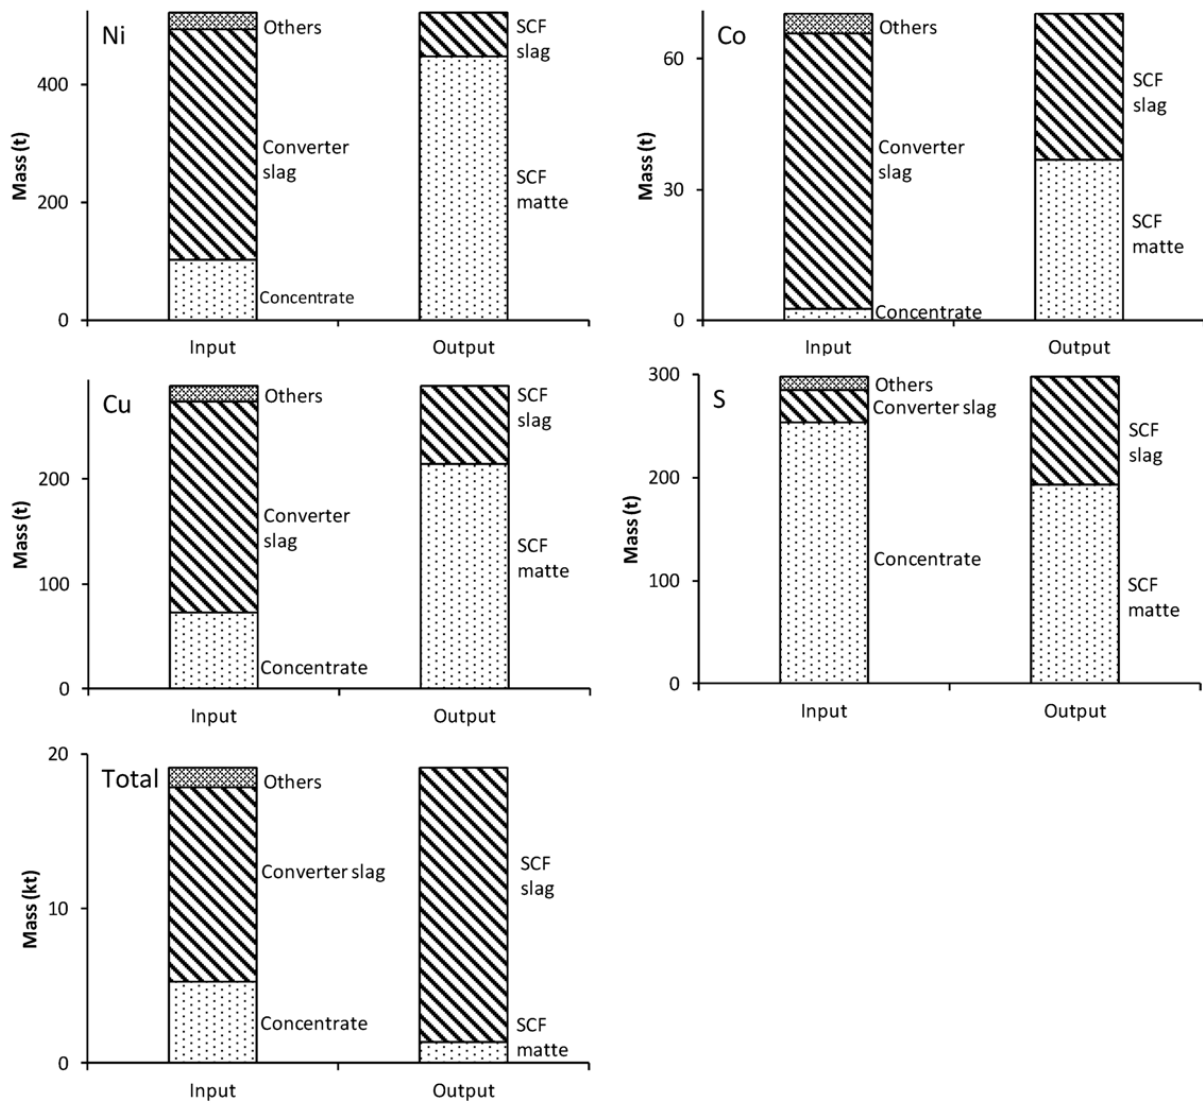 Ni
Mass (t)
400
200
0
Others
Converter
slag
Concentrate
SCF
slag
SCF
matte
Input
Output
Co
Mass (t)
60
30
0
Others
Converter
slag
Concentrate
SCF
slag
SCF
matte
Input
Output
Cu
Mass (t)
200
100
0
Others
Converter
slag
Concentrate
SCF
slag
SCF
matte
Input
Output
S
Mass (t)
300
200
100
0
Others
Converter slag
Concentrate
SCF
slag
SCF
matte
Input
Output
Total
Mass (kt)
20
10
0
Others
Converter slag
Concentrate
SCF
slag
SCF
matte
Input
Output